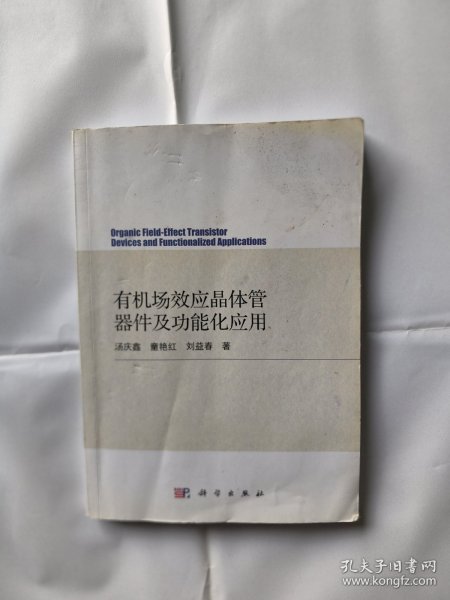 Organic Field-Effect Transistor
Devices and Functionalized Applications
有机场效应晶体管
器件及功能化应用
汤庆鑫 童艳红 刘益春 著
科学出版社
孔夫子旧书网
www.kongfz.com